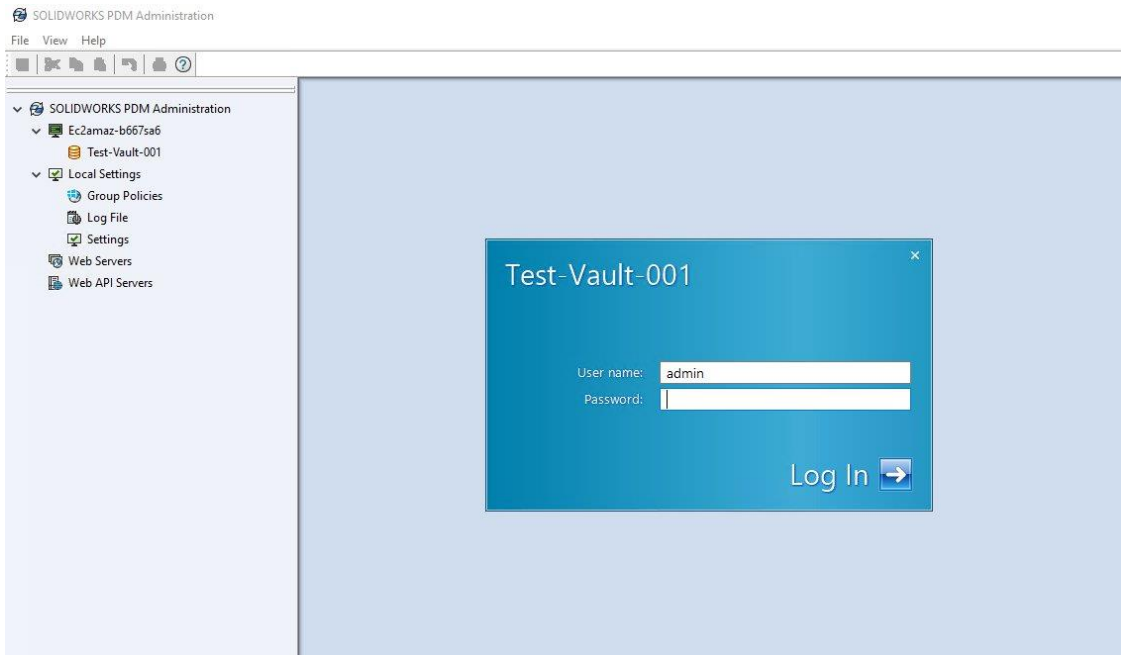 SOLIDWORKS PDM Administration
File View Help
SOLIDWORKS PDM Administration
Ec2amaz-b667sa6
Test-Vault-001
Local Settings
Group Policies
Log File
Settings
Web Servers
Web API Servers
Test-Vault-001
User name: admin
Password:
Log In